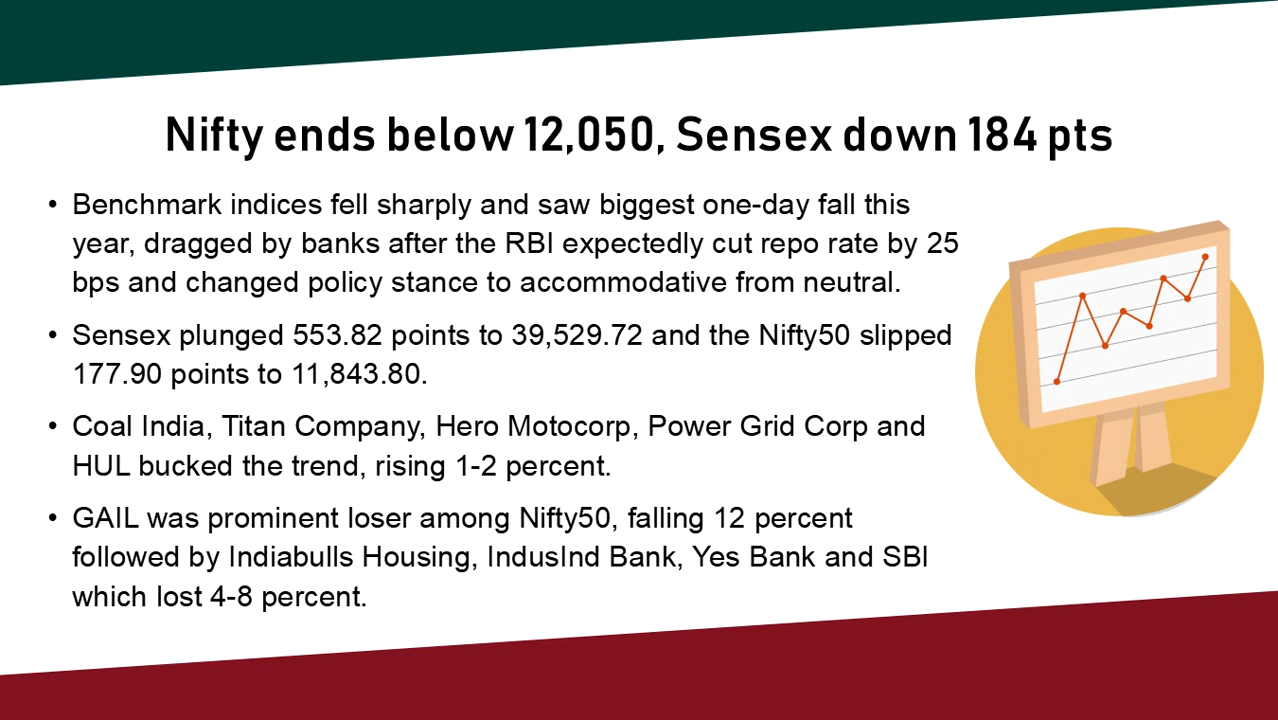 Nifty ends below 12,050, Sensex down 184 pts
• Benchmark indices fell sharply and saw biggest one-day fall this
year, dragged by banks after the RBI expectedly cut repo rate by 25
bps and changed policy stance to accommodative from neutral.
• Sensex plunged 553.82 points to 39,529.72 and the Nifty50 slipped
177.90 points to 11,843.80.
• Coal India, Titan Company, Hero Motocorp, Power Grid Corp and
HUL bucked the trend, rising 1-2 percent.
• GAIL was prominent loser among Nifty50, falling 12 percent
followed by Indiabulls Housing, IndusInd Bank, Yes Bank and SBI
which lost 4-8 percent.